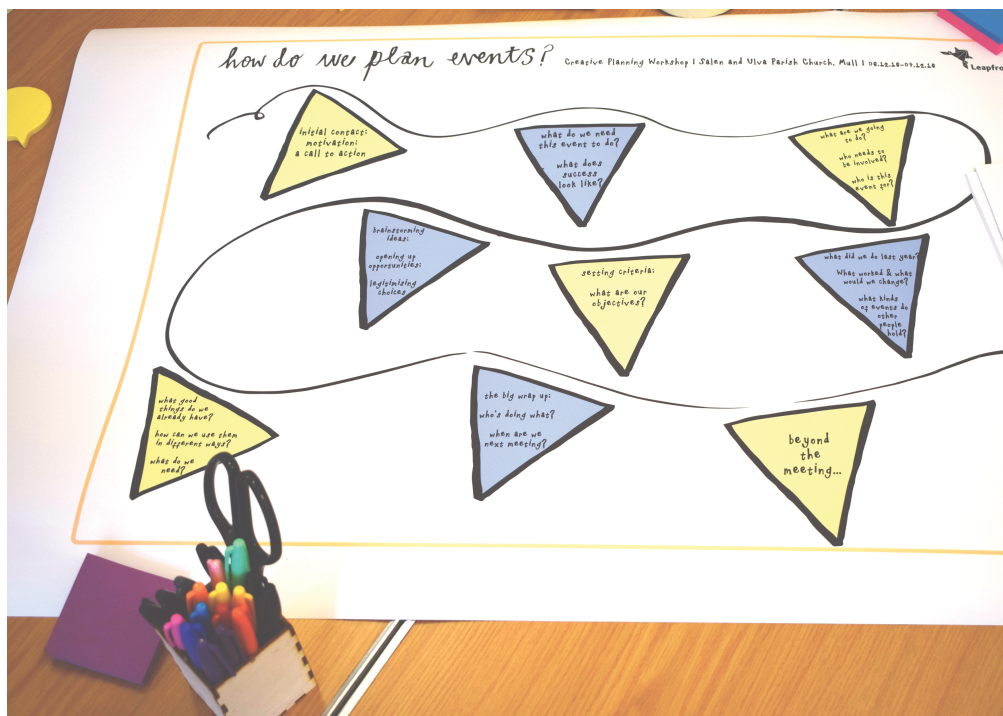 how do we plan events?
Creative Planning Workshop | Salen and Ulva Parish Church, Mull | 06.12.16-07.12.16
initial contact:
motivation:
a call to action
what do we need
this event to do?
what does
success
look like?
what are we going
to do?
who needs to
be involved?
who is this
event for?
brainstorming
ideas:
opening up
opportunities:
legitimising
choices
setting criteria:
what are our
objectives?
what did we do last year?
What worked & what
would we change?
what kinds
of events do
other
people
hold?
what good
things do we
already have?
how can we use them
in different ways?
what do we
need?
the big wrap up:
who's doing what?
when are we
next meeting?
beyond
the
meeting...